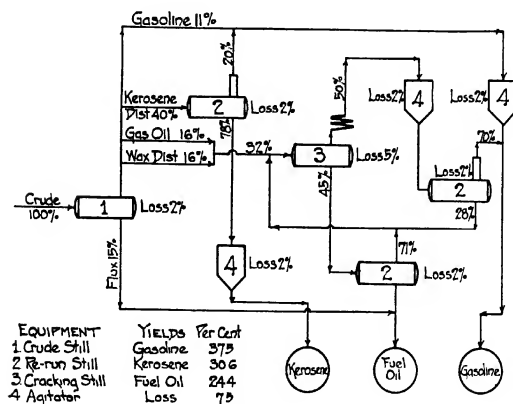 Gasoline 11%
20%
50%
Kerosene
Dist 40%
2
Loss 2%
Loss 2%
4
Loss 2%
4
78%
Gas Oil 16%
Wax Dist 16%
32%
3
Loss 5%
45%
70%
Loss 2%
2
28%
Crude
100%
1
Loss 2%
Flux 15%
4
Loss 2%
71%
2
Loss 2%
EQUIPMENT
1 Crude Still
2 Re-run Still
3 Cracking Still
4 Agitator
YIELDS Per Cent
Gasoline 375
Kerosene 306
Fuel Oil 244
Loss 75
Kerosene
Fuel
Oil
Gasoline